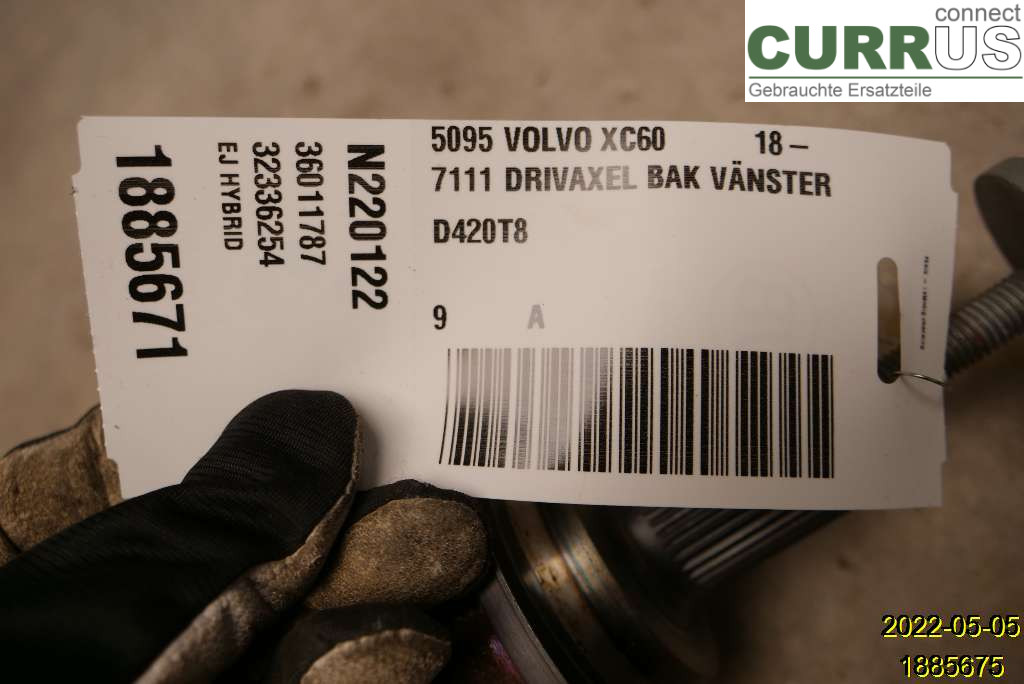 connect
CURRUS
Gebrauchte Ersatzteile
5095 VOLVO XC60 18–
7111 DRIVAXEL BAK VÄNSTER
D420T8
9 A
N220122
36011787
32336254
EJ HYBRID
1885671
2022-05-05
1885675